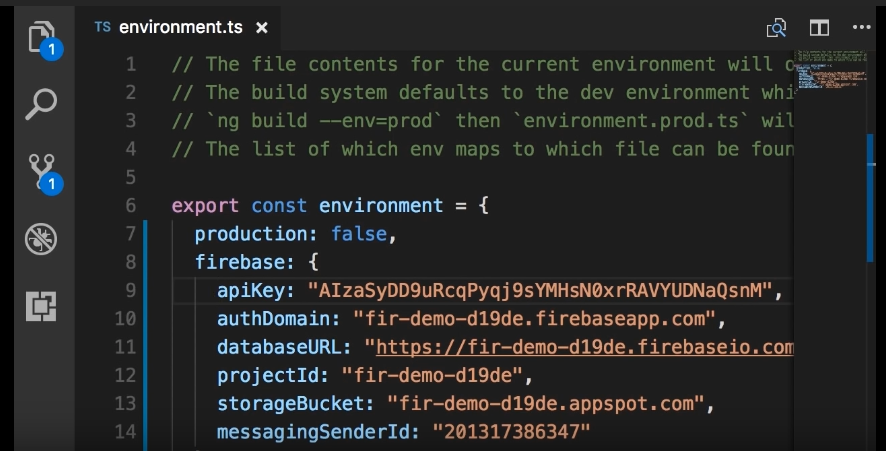 TS environment.ts ×
1
1
1 // The file contents for the current environment will
2 // The build system defaults to the dev environment
3 // `ng build --env=prod` then `environment.prod.ts`
4 // The list of which env maps to which file can be
5
6 export const environment = {
7 production: false,
8 firebase: {
9 apiKey: "AIzaSyDD9uRcqPyqj9sYMHsN0xrRAVYUDNaQsnM",
10 authDomain: "fir-demo-d19de.firebaseapp.com",
11 databaseURL: "https://fir-demo-d19de.firebaseio.com
12 projectId: "fir-demo-d19de",
13 storageBucket: "fir-demo-d19de.appspot.com",
14 messagingSenderId: "201317386347"